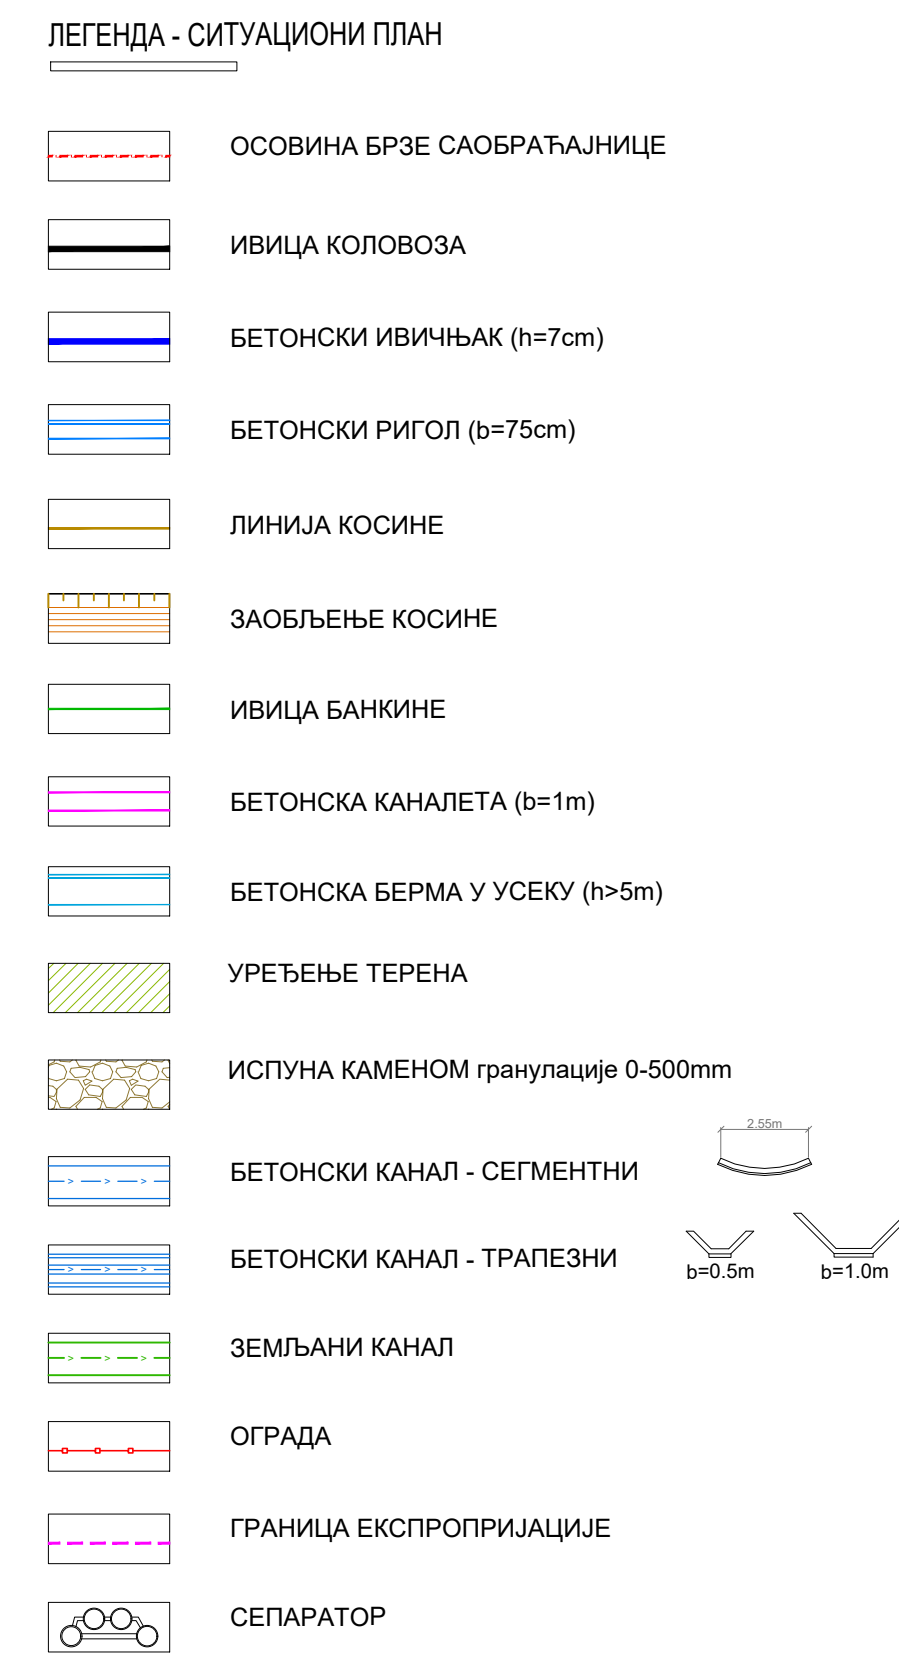 ЛЕГЕНДА - СИТУАЦИОНИ ПЛАН
ОСОВИНА БРЗЕ САОБРАЋАЈНИЦЕ
ИВИЦА КОЛОВОЗА
БЕТОНСКИ ИВИЧЊАК (h=7cm)
БЕТОНСКИ РИГОЛ (b=75cm)
ЛИНИЈА КОСИНЕ
ЗАОБЉЕЊЕ КОСИНЕ
ИВИЦА БАНКИНЕ
БЕТОНСКА КАНАЛЕТА (b=1m)
БЕТОНСКА БЕРМА У УСЕКУ (h>5m)
УРЕЂЕЊЕ ТЕРЕНА
ИСПУНА КАМЕНОМ гранулације 0-500mm
2.55m
БЕТОНСКИ КАНАЛ - СЕГМЕНТНИ
БЕТОНСКИ КАНАЛ - ТРАПЕЗНИ
b=0.5m b=1.0m
ЗЕМЉАНИ КАНАЛ
ОГРАДА
ГРАНИЦА ЕКСПРОПРИЈАЦИЈЕ
СЕПАРАТОР